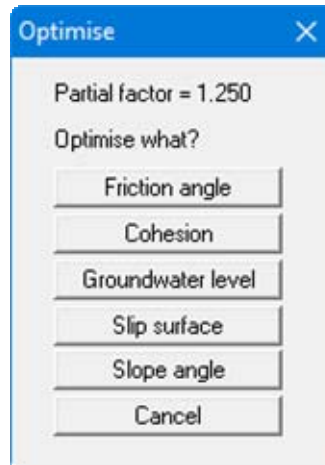 Optimise
Partial factor = 1.250
Optimise what?
Friction angle
Cohesion
Groundwater level
Slip surface
Slope angle
Cancel